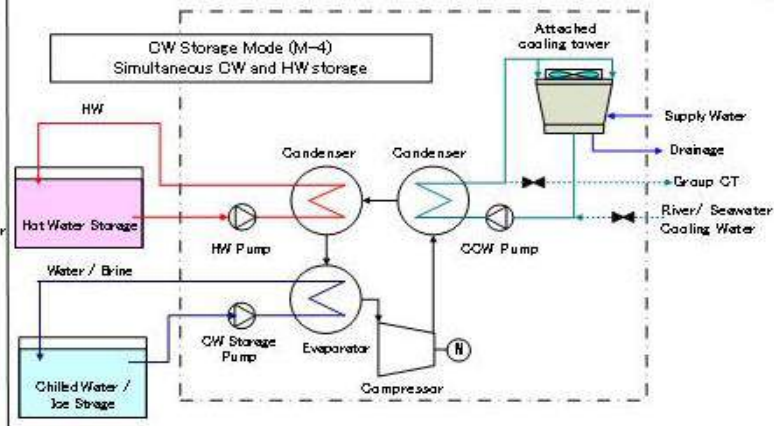 CW Storage Mode (M-4)
Simultaneous CW and HW storage
Attached
cooling tower
HW
Supply Water
Condenser
Condenser
Drainage
Group CT
Hot Water Storage
HW Pump
CCW Pump
River/ Seawater
Cooling Water
Water / Brine
CW Storage
Pump
Evaporator
N
Compressor
Chilled Water /
Ice Strage